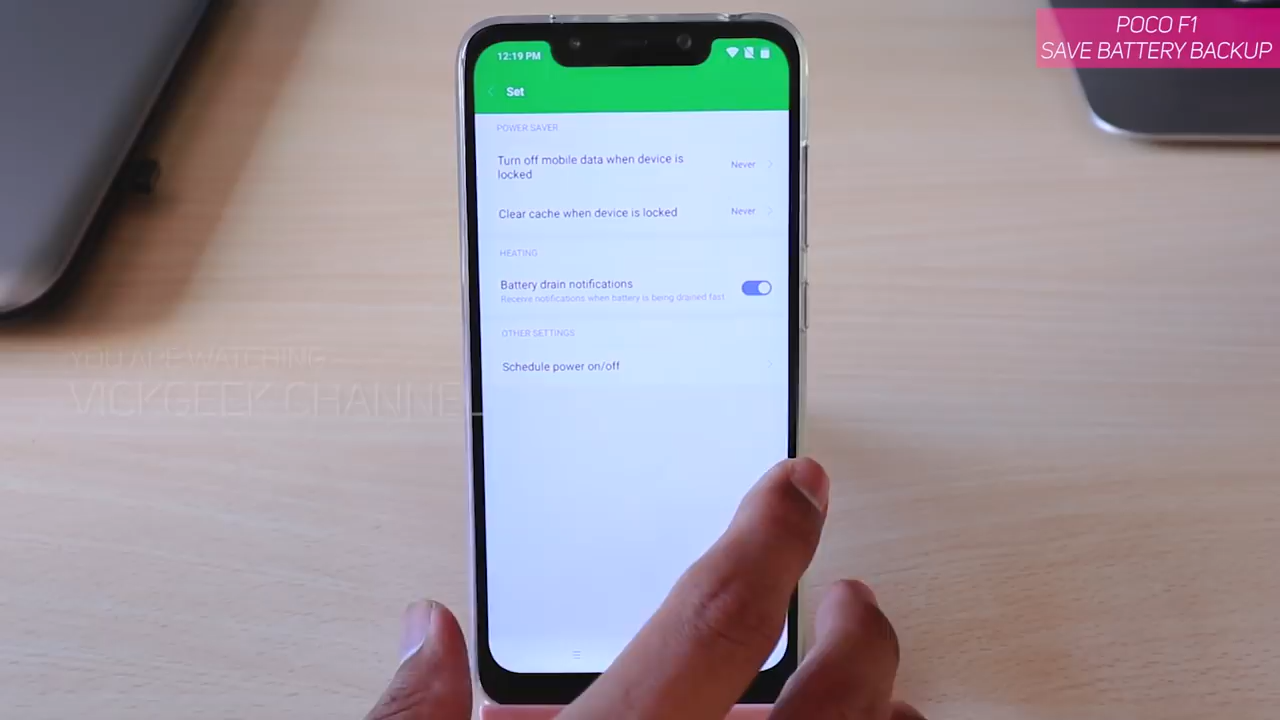 POCO F1
SAVE BATTERY BACKUP
12:19 PM
Set
POWER SAVER
Turn off mobile data when device is
locked
Never
Clear cache when device is locked
Never
HEATING
Battery drain notifications
Receive notifications when battery is being drained fast
OTHER SETTINGS
Schedule power on/off
YOU ARE WATCHING
VICKGEEK CHANNEL